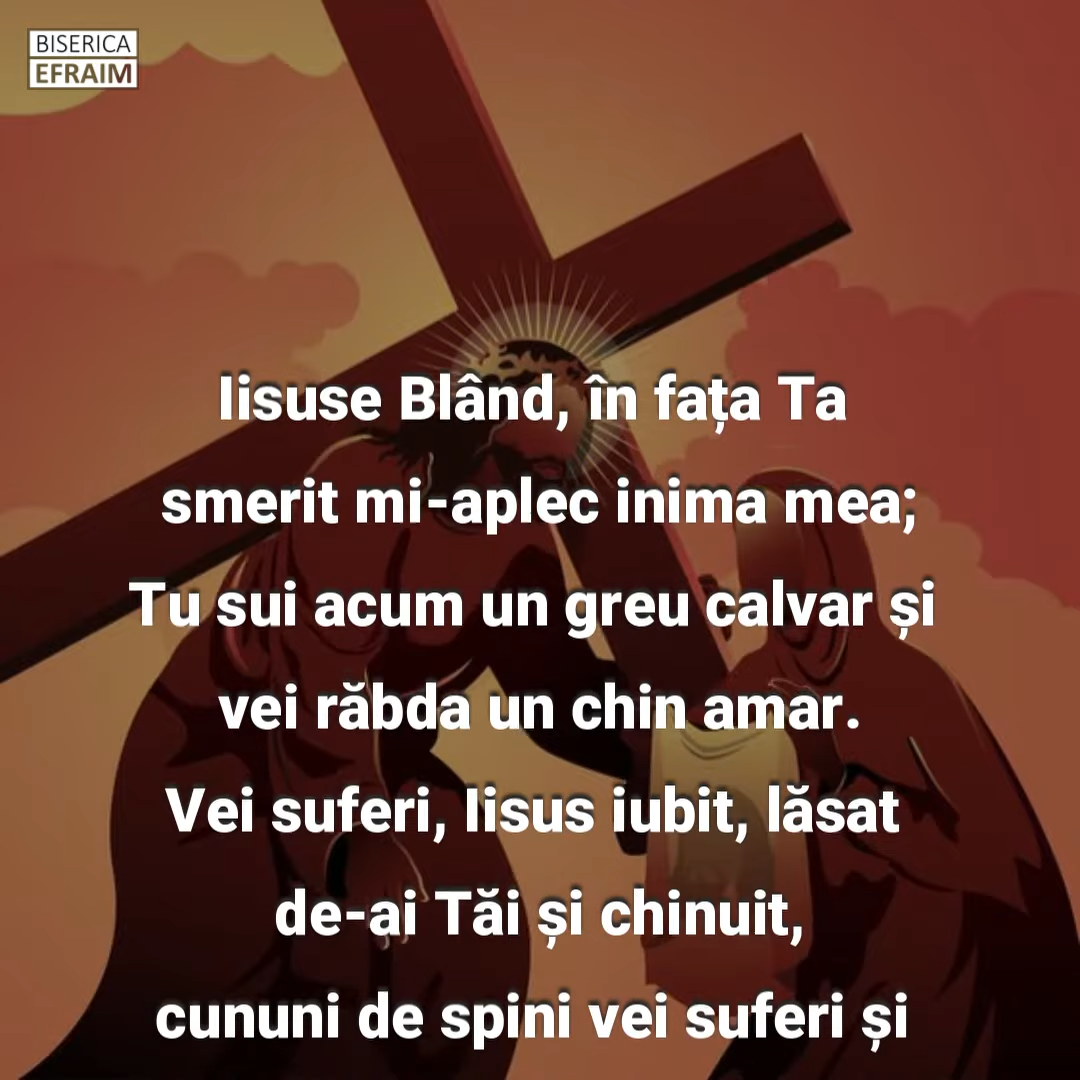 BISERICA
EFRAIM
Iisuse Blând, în fața Ta
smerit mi-aplec inima mea;
Tu sui acum un greu calvar și
vei răbda un chin amar.
Vei suferi, Iisus iubit, lăsat
de-ai Tăi și chinuit,
cununi de spini vei suferi și